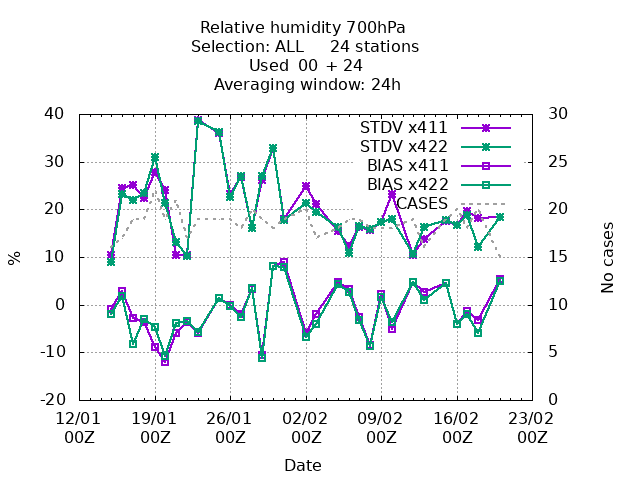 Relative humidity 700hPa
Selection: ALL 24 stations
Used 00 + 24
Averaging window: 24h
40
30
20
10
0
-10
-20
%
30
25
20
15
10
5
0
No cases
STDV x411
STDV x422
BIAS x411
BIAS x422
CASES
12/01 19/01 26/01 02/02 09/02 16/02 23/02
00Z 00Z 00Z 00Z 00Z 00Z 00Z
Date